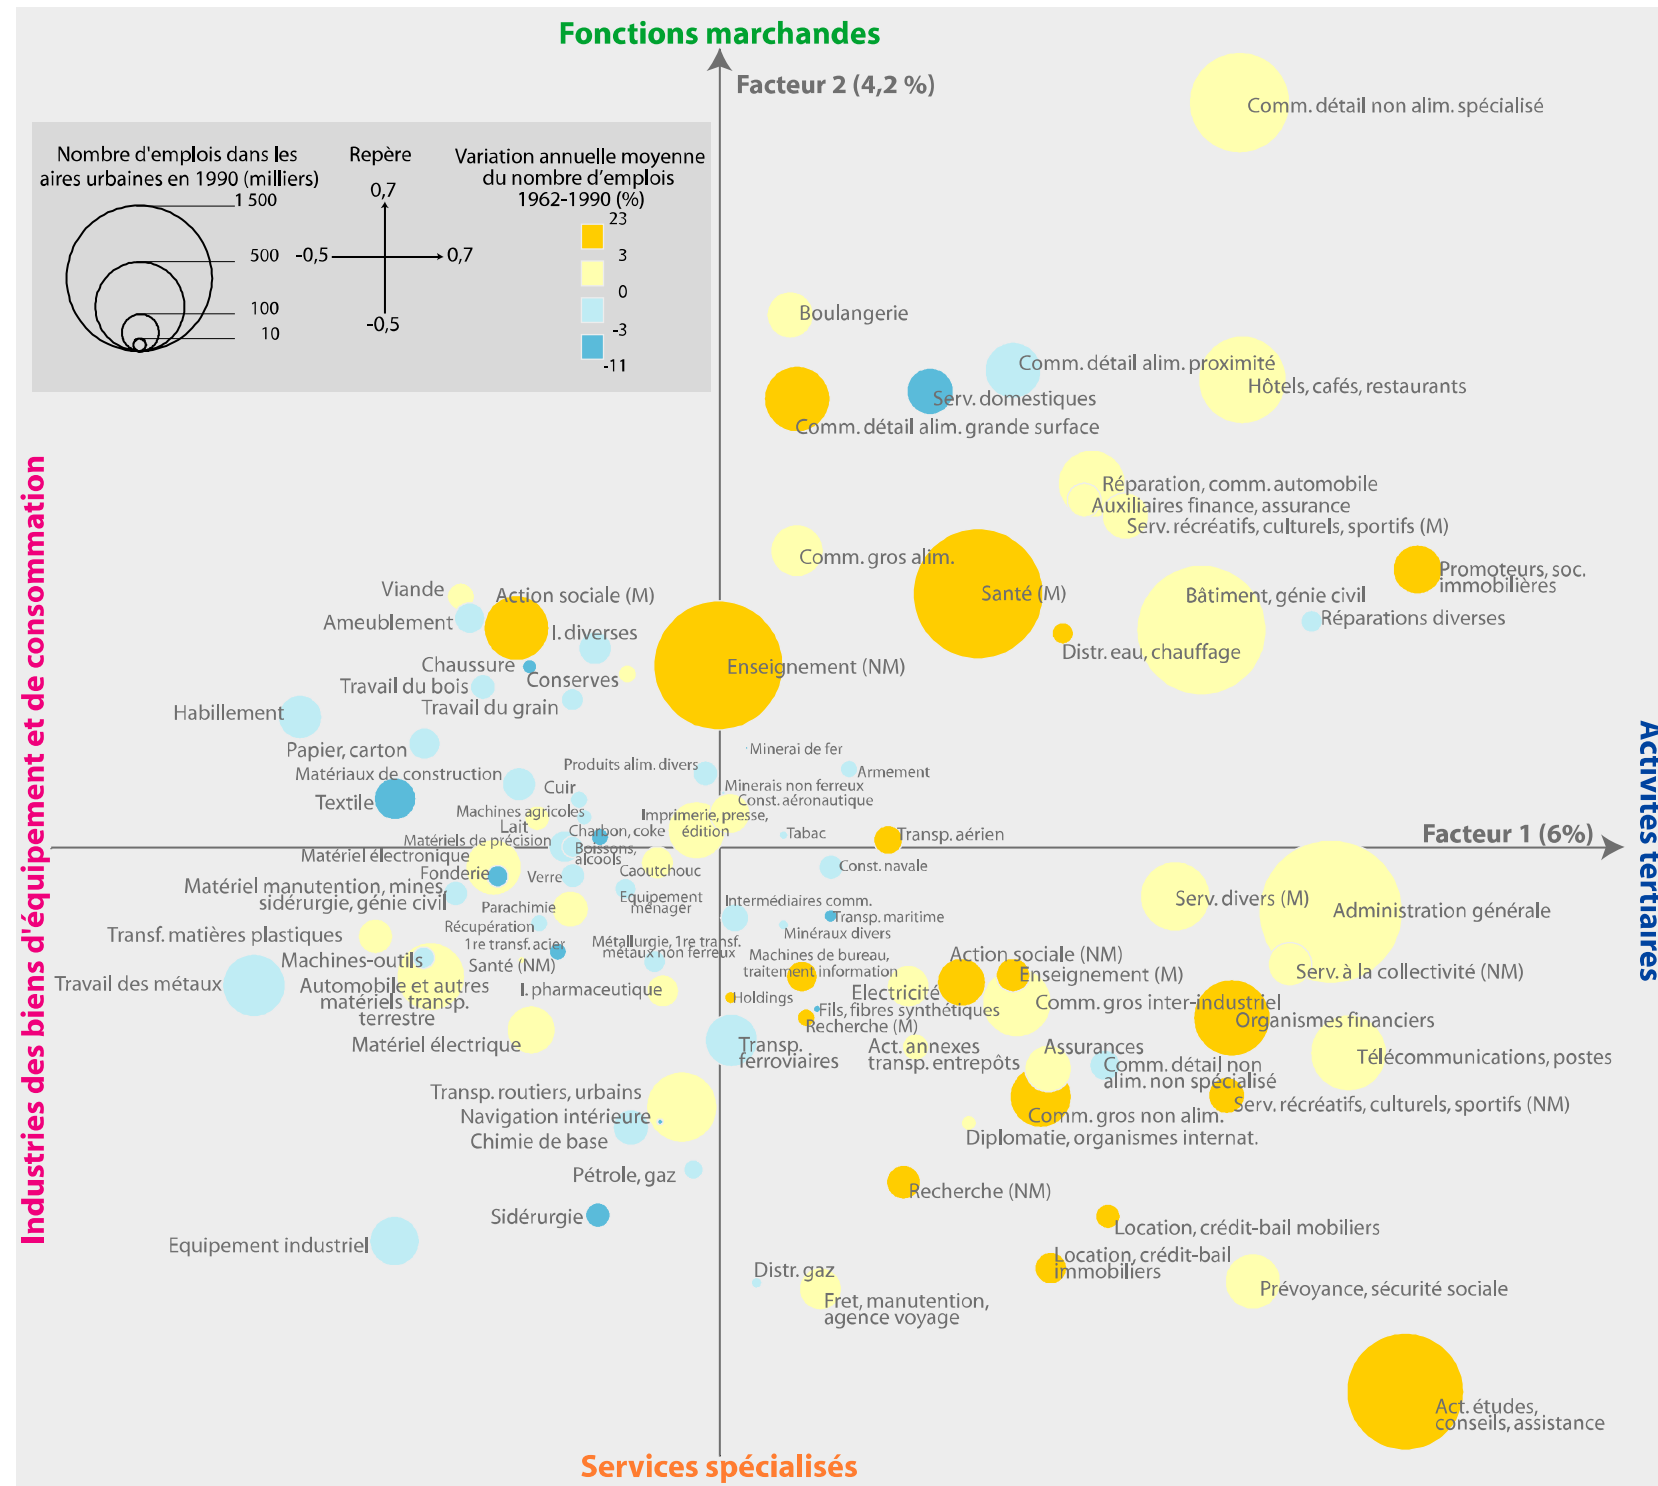 Fonctions marchandes
Facteur 2 (4,2 %)
Comm. détail non alim. spécialisé
Nombre d'emplois dans les
aires urbaines en 1990 (milliers)
1 500
500
100
10
Repère
0,7
-0,5
0,7
-0,5
Variation annuelle moyenne
du nombre d'emplois
1962-1990 (%)
23
3
0
-3
-11
Boulangerie
Comm. détail alim. proximité
Hôtels, cafés, restaurants
Serv. domestiques
Comm. détail alim. grande surface
Réparation, comm. automobile
Auxiliaires finance, assurance
Serv. récréatifs, culturels, sportifs (M)
Comm. gros alim.
Promoteurs, soc.
immobilières
Viande
Action sociale (M)
Santé (M)
Bâtiment, génie civil
Ameublement
I. diverses
Réparations diverses
Chaussure
Conserves
Enseignement (NM)
Distr. eau, chauffage
Travail du bois
Travail du grain
Habillement
Papier, carton
Minerai de fer
Matériaux de construction
Produits alim. divers
Armement
Textile
Cuir
Minerais non ferreux
Const. aéronautique
Machines agricoles
Imprimerie, presse,
édition
Lait
Charbon, coke
Tabac
Transp. aérien
Facteur 1 (6%)
Matériels de précision
Boissons,
alcools
Matériel électronique
Fonderie
Verre
Caoutchouc
Const. navale
Matériel manutention, mines,
sidérurgie, génie civil
Equipement
ménager
Parachimie
Intermédiaires comm.
Serv. divers (M)
Administration générale
Récupération
Transp. maritime
Minéraux divers
Transf. matières plastiques
1re transf. acier
Métallurgie, 1re transf.
métaux non ferreux
Machines de bureau,
traitement information
Action sociale (NM)
Machines-outils
Santé (NM)
Enseignement (M)
Serv. à la collectivité (NM)
Travail des métaux
Automobile et autres
matériels transp.
terrestre
I. pharmaceutique
Holdings
Electricité
Comm. gros inter-industriel
Fils, fibres synthétiques
Recherche (M)
Organismes financiers
Matériel électrique
Transp.
ferroviaires
Act. annexes
transp. entrepôts
Assurances
Comm. détail non
alim. non spécialisé
Télécommunications, postes
Transp. routiers, urbains
Navigation intérieure
Chimie de base
Comm. gros non alim.
Serv. récréatifs, culturels, sportifs (NM)
Diplomatie, organismes internat.
Pétrole, gaz
Recherche (NM)
Sidérurgie
Location, crédit-bail mobiliers
Equipement industriel
Location, crédit-bail
immobiliers
Distr. gaz
Fret, manutention,
agence voyage
Prévoyance, sécurité sociale
Act. études,
conseils, assistance
Services spécialisés
Industries des biens d'équipement et de consommation
Activités tertiaires